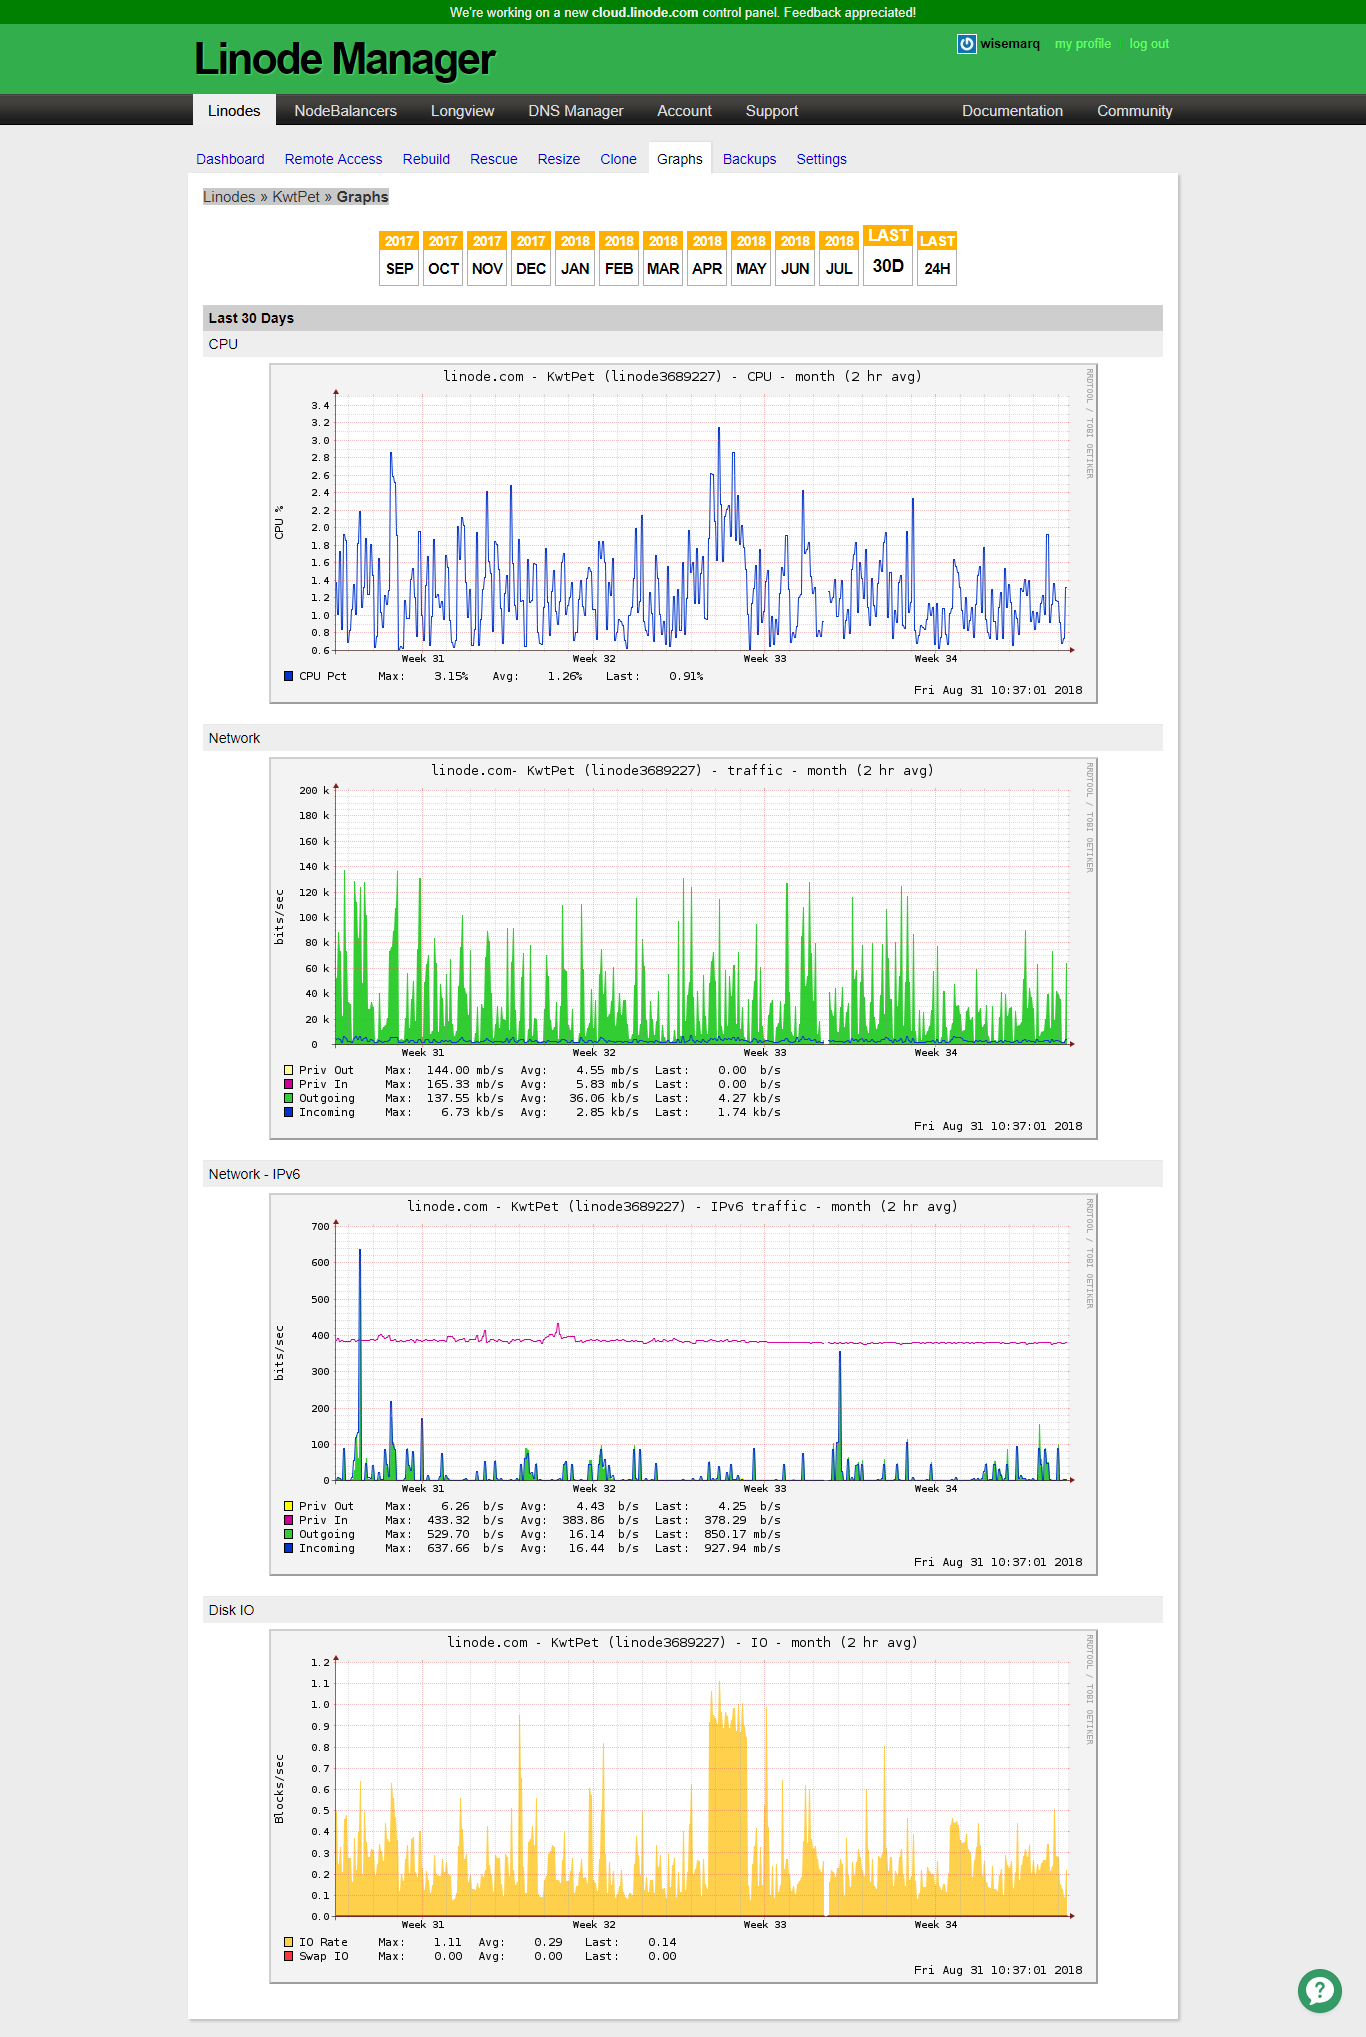 We're working on a new cloud.linode.com control panel. Feedback appreciated!
Linode Manager
wisemarq my profile log out
Linodes NodeBalancers Longview DNS Manager Account Support Documentation Community
Dashboard Remote Access Rebuild Rescue Resize Clone Graphs Backups Settings
Linodes » KwtPet » Graphs
2017 2017 2017 2017 2018 2018 2018 2018 2018 2018 2018 LAST LAST
SEP OCT NOV DEC JAN FEB MAR APR MAY JUN JUL 30D 24H
Last 30 Days
CPU
linode.com - KwtPet (linode3689227) - CPU - month (2 hr avg)
RRDTOOL / TOBI OETIKER
CPU %
3.4
3.2
3.0
2.8
2.6
2.4
2.2
2.0
1.8
1.6
1.4
1.2
1.0
0.8
0.6
Week 31 Week 32 Week 33 Week 34
CPU Pct Max: 3.15% Avg: 1.26% Last: 0.91%
Fri Aug 31 10:37:01 2018
Network
linode.com- KwtPet (linode3689227) - traffic - month (2 hr avg)
RRDTOOL / TOBI OETIKER
bits/sec
200 k
180 k
160 k
140 k
120 k
100 k
80 k
60 k
40 k
20 k
0
Week 31 Week 32 Week 33 Week 34
Priv Out Max: 144.00 mb/s Avg: 4.55 mb/s Last: 0.00 b/s
Priv In Max: 165.33 mb/s Avg: 5.83 mb/s Last: 0.00 b/s
Outgoing Max: 137.55 kb/s Avg: 36.06 kb/s Last: 4.27 kb/s
Incoming Max: 6.73 kb/s Avg: 2.85 kb/s Last: 1.74 kb/s
Fri Aug 31 10:37:01 2018
Network - IPv6
linode.com - KwtPet (linode3689227) - IPv6 traffic - month (2 hr avg)
RRDTOOL / TOBI OETIKER
bits/sec
700
600
500
400
300
200
100
0
Week 31 Week 32 Week 33 Week 34
Priv Out Max: 6.26 b/s Avg: 4.43 b/s Last: 4.25 b/s
Priv In Max: 433.32 b/s Avg: 383.86 b/s Last: 378.29 b/s
Outgoing Max: 529.70 b/s Avg: 16.14 b/s Last: 850.17 mb/s
Incoming Max: 637.66 b/s Avg: 16.44 b/s Last: 927.94 mb/s
Fri Aug 31 10:37:01 2018
Disk IO
linode.com - KwtPet (linode3689227) - IO - month (2 hr avg)
RRDTOOL / TOBI OETIKER
Blocks/sec
1.2
1.1
1.0
0.9
0.8
0.7
0.6
0.5
0.4
0.3
0.2
0.1
0.0
Week 31 Week 32 Week 33 Week 34
IO Rate Max: 1.11 Avg: 0.29 Last: 0.14
Swap IO Max: 0.00 Avg: 0.00 Last: 0.00
Fri Aug 31 10:37:01 2018
?